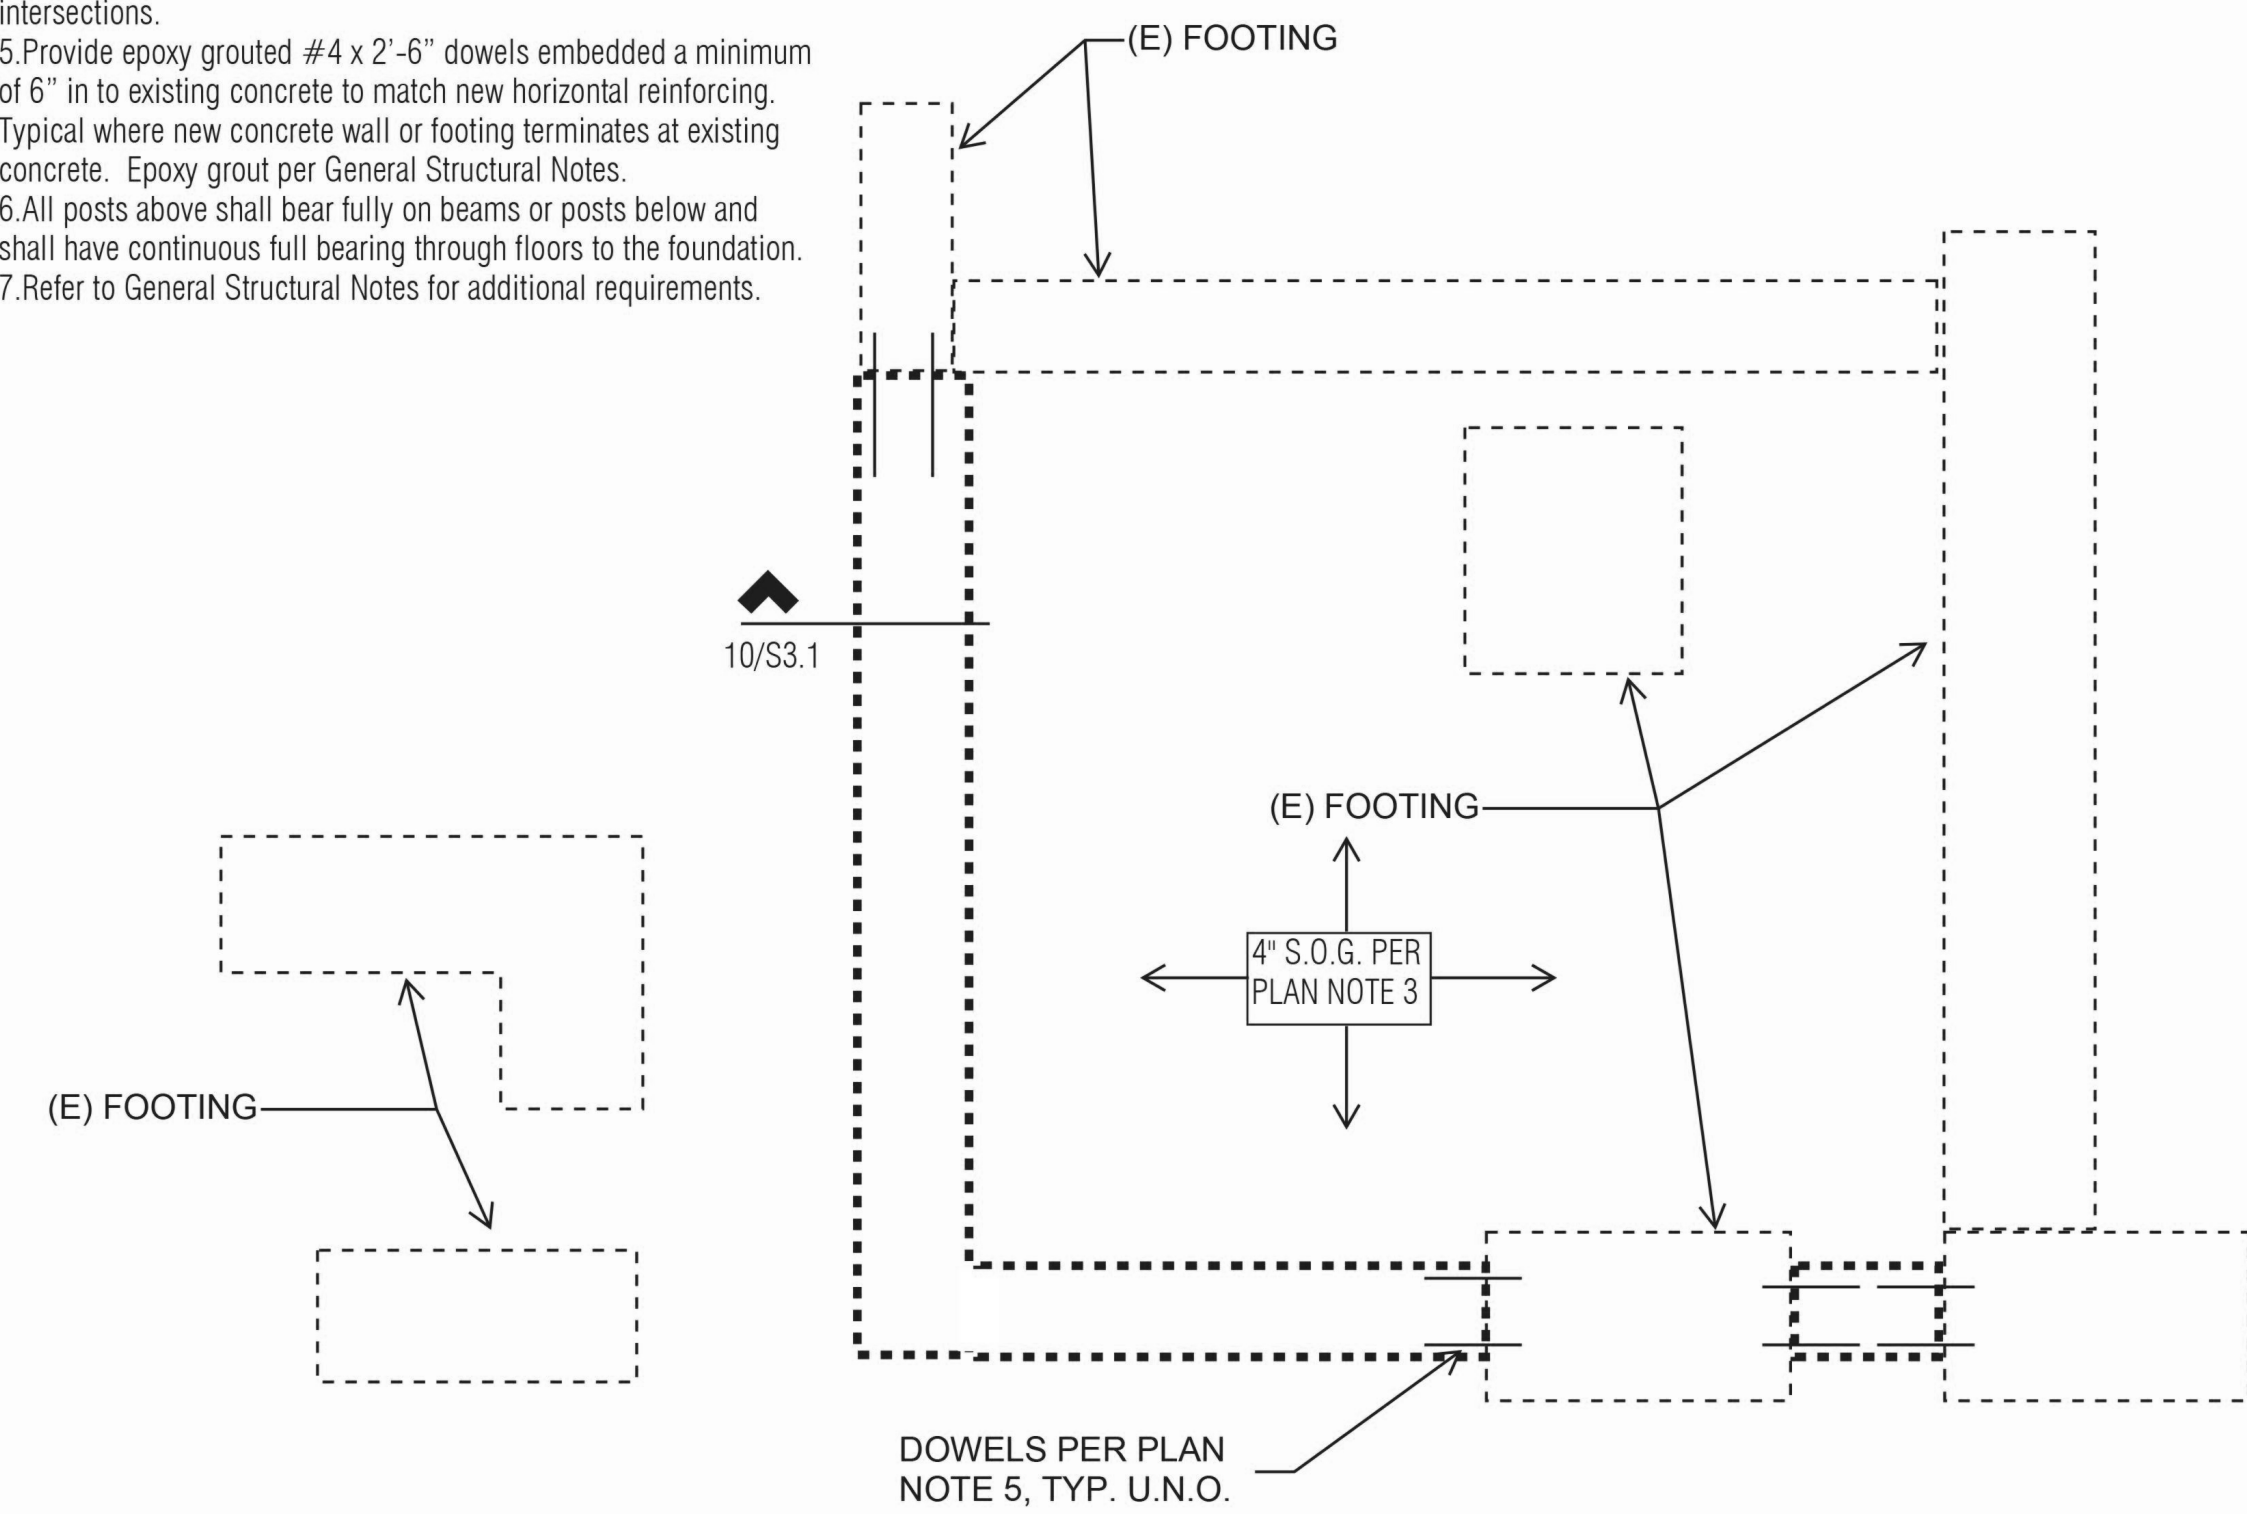 intersections.
5.Provide epoxy grouted #4 x 2’-6” dowels embedded a minimum
of 6” in to existing concrete to match new horizontal reinforcing.
Typical where new concrete wall or footing terminates at existing
concrete.  Epoxy grout per General Structural Notes.
6.All posts above shall bear fully on beams or posts below and
shall have continuous full bearing through floors to the foundation.
7.Refer to General Structural Notes for additional requirements.
(E) FOOTING
10/S3.1
(E) FOOTING
4" S.O.G. PER
PLAN NOTE 3
(E) FOOTING
DOWELS PER PLAN
NOTE 5, TYP. U.N.O.